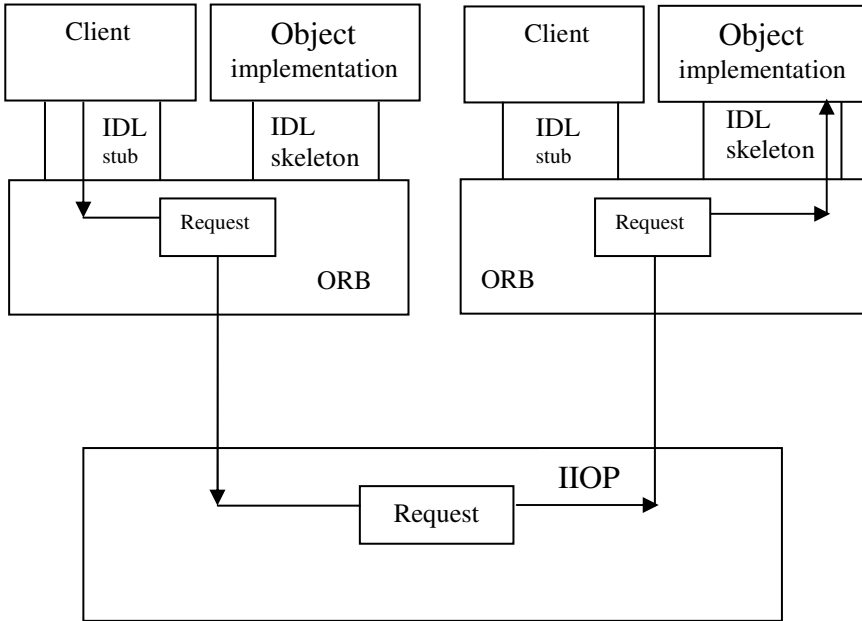 Client
Object
implementation
Client
Object
implementation
IDL
stub
IDL
skeleton
IDL
stub
IDL
skeleton
Request
ORB
Request
ORB
IIOP
Request